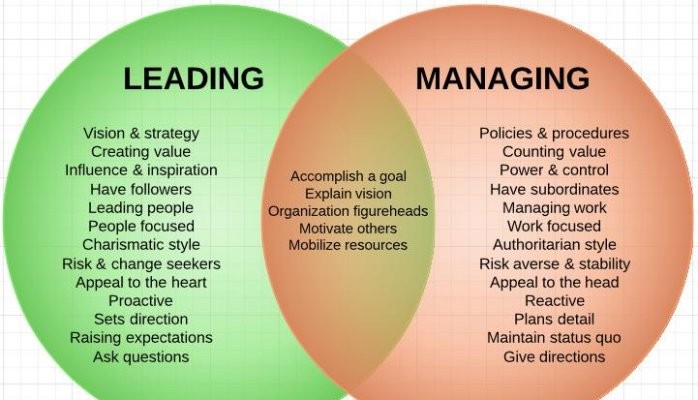 LEADING
Vision & strategy
Creating value
Influence & inspiration
Have followers
Leading people
People focused
Charismatic style
Risk & change seekers
Appeal to the heart
Proactive
Sets direction
Raising expectations
Ask questions
Accomplish a goal
Explain vision
Organization figureheads
Motivate others
Mobilize resources
MANAGING
Policies & procedures
Counting value
Power & control
Have subordinates
Managing work
Work focused
Authoritarian style
Risk averse & stability
Appeal to the head
Reactive
Plans detail
Maintain status quo
Give directions